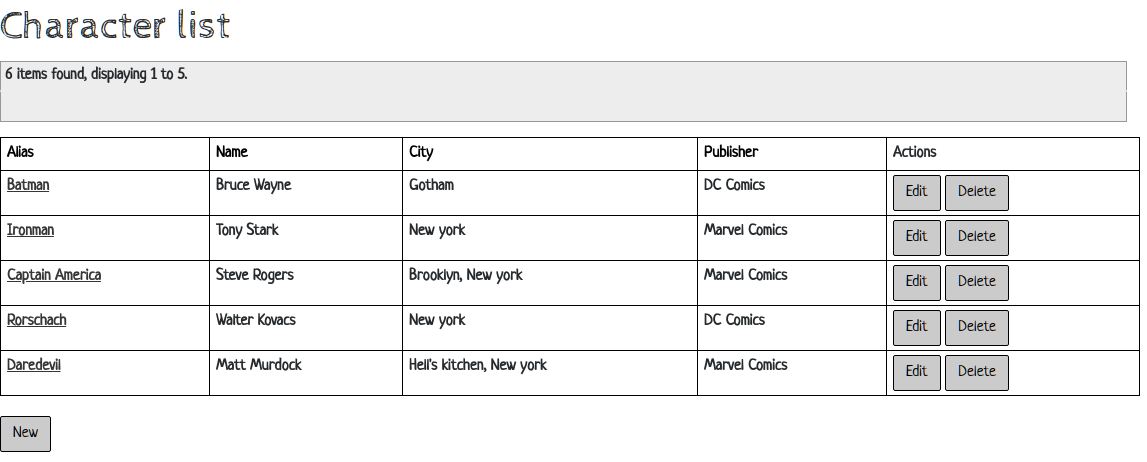 Character list
6 items found, displaying 1 to 5.
Alias Name City Publisher Actions
Batman Bruce Wayne Gotham DC Comics Edit Delete
Ironman Tony Stark New york Marvel Comics Edit Delete
Captain America Steve Rogers Brooklyn, New york Marvel Comics Edit Delete
Rorschach Walter Kovacs New york DC Comics Edit Delete
Daredevil Matt Murdock Hell's kitchen, New york Marvel Comics Edit Delete
New